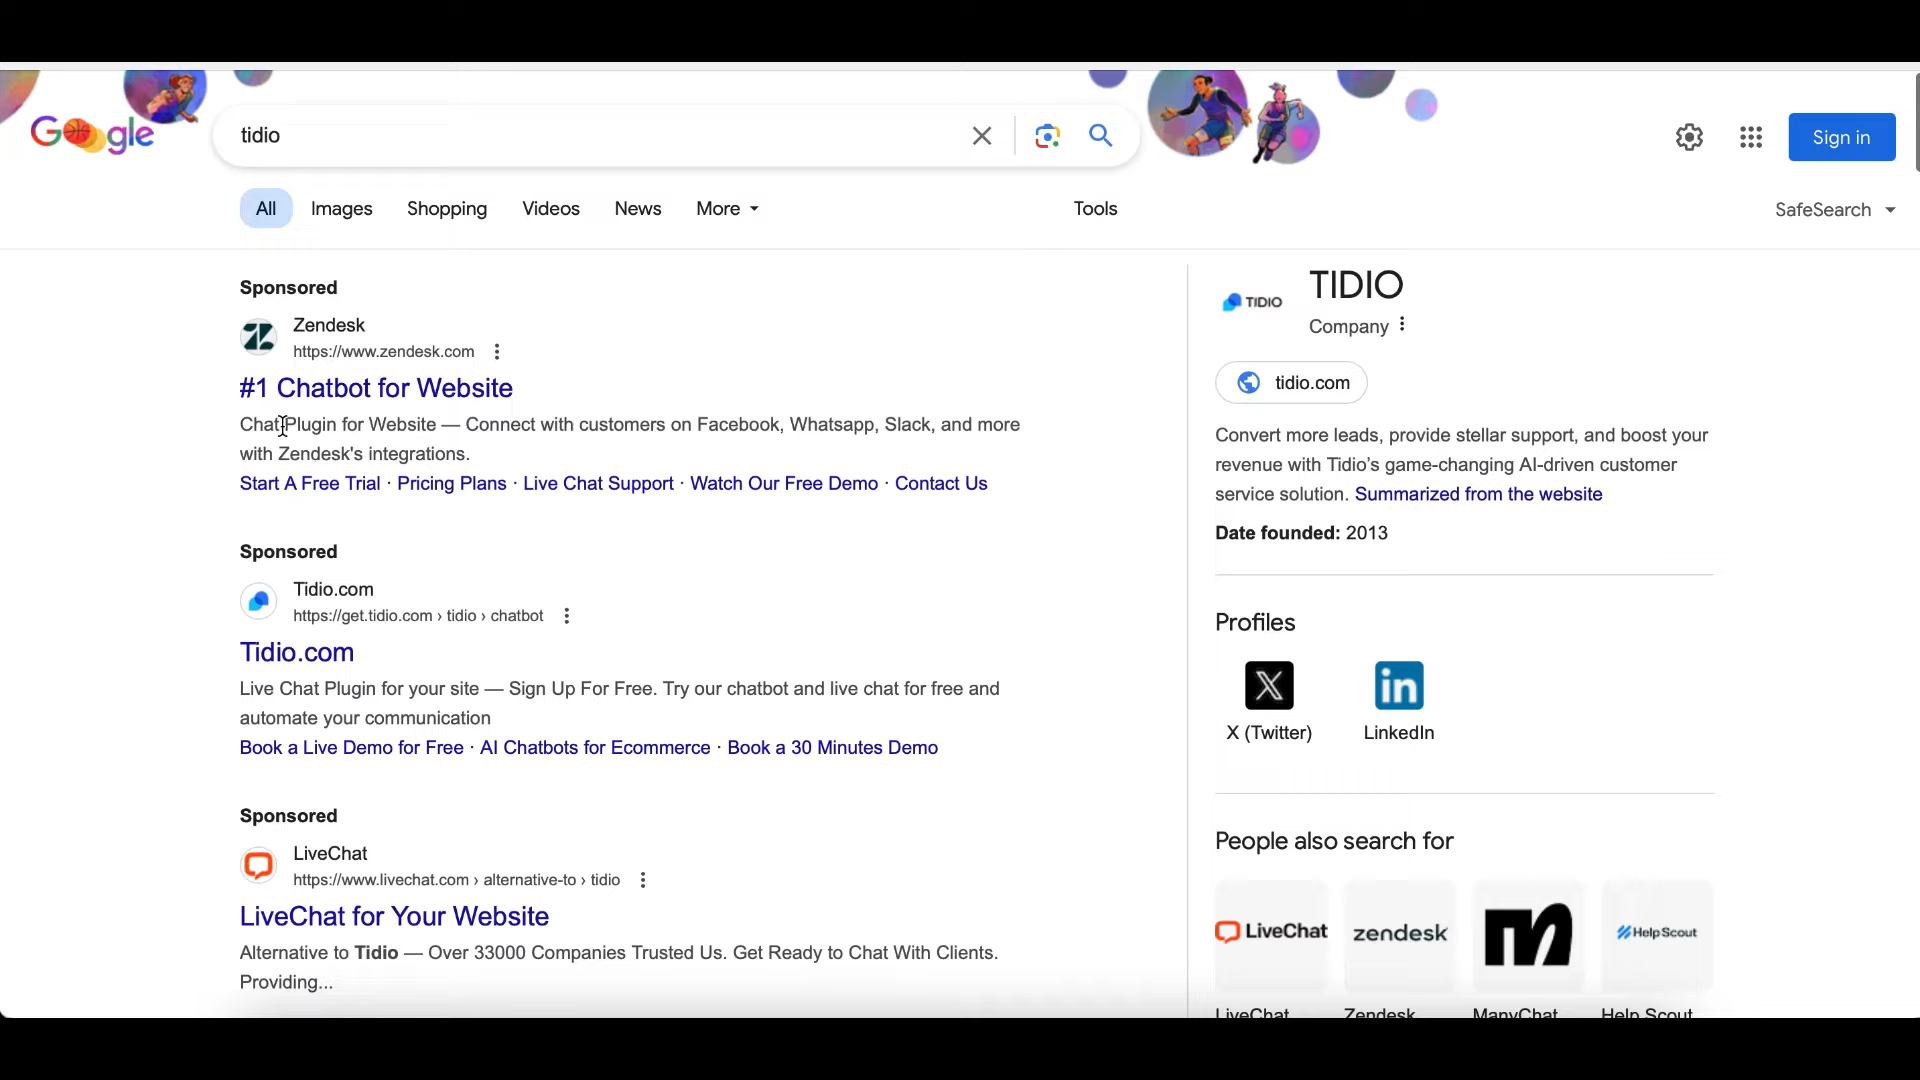 Google
tidio
Sign in
All Images Shopping Videos News More Tools SafeSearch
Sponsored
Zendesk
https://www.zendesk.com
#1 Chatbot for Website
Chat Plugin for Website — Connect with customers on Facebook, Whatsapp, Slack, and more
with Zendesk's integrations.
Start A Free Trial · Pricing Plans · Live Chat Support · Watch Our Free Demo · Contact Us
Sponsored
Tidio.com
https://get.tidio.com › tidio › chatbot
Tidio.com
Live Chat Plugin for your site — Sign Up For Free. Try our chatbot and live chat for free and
automate your communication
Book a Live Demo for Free · AI Chatbots for Ecommerce · Book a 30 Minutes Demo
Sponsored
LiveChat
https://www.livechat.com › alternative-to › tidio
LiveChat for Your Website
Alternative to Tidio — Over 33000 Companies Trusted Us. Get Ready to Chat With Clients.
Providing...
TIDIO
TIDIO
Company
tidio.com
Convert more leads, provide stellar support, and boost your
revenue with Tidio’s game-changing AI-driven customer
service solution. Summarized from the website
Date founded: 2013
Profiles
X (Twitter) LinkedIn
People also search for
LiveChat zendesk HelpScout
LiveChat Zendesk ManyChat Help Scout